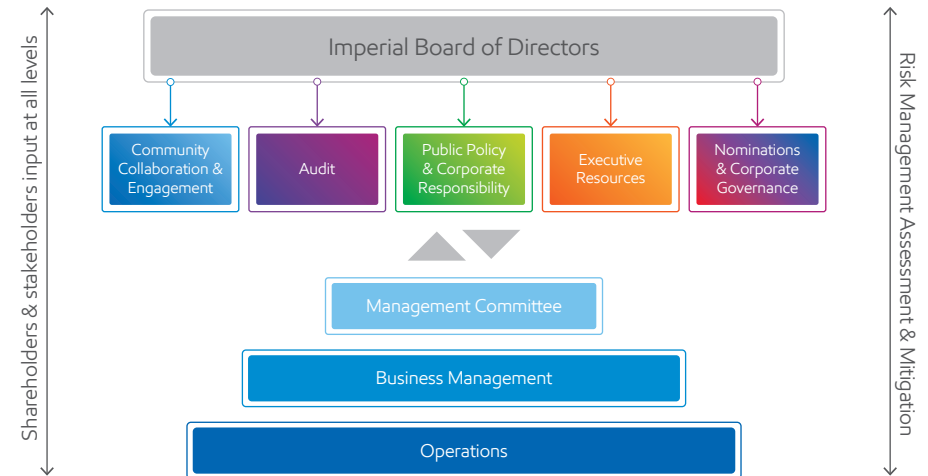 Shareholders & stakeholders input at all levels
Imperial Board of Directors
Community
Collaboration &
Engagement
Audit
Public Policy
& Corporate
Responsibility
Executive
Resources
Nominations
& Corporate
Governance
Management Committee
Business Management
Operations
Risk Management Assessment & Mitigation